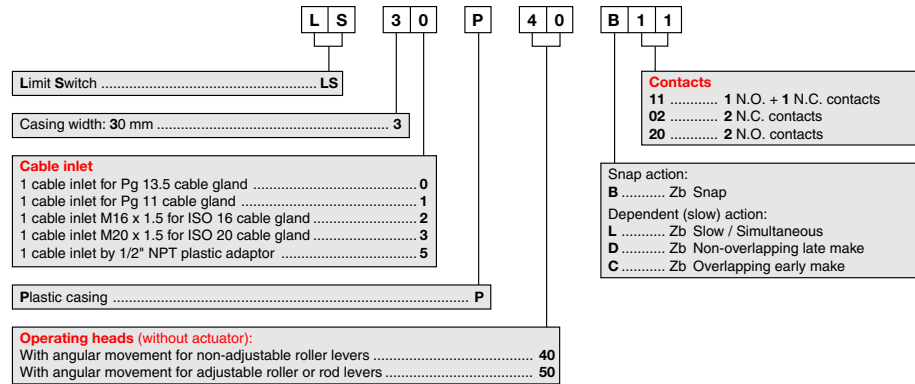 L S 3 0 P 4 0 B 1 1
Limit Switch .......... LS
Casing width: 30 mm .......... 3
Cable inlet
1 cable inlet for Pg 13.5 cable gland .......... 0
1 cable inlet for Pg 11 cable gland .......... 1
1 cable inlet M16 x 1.5 for ISO 16 cable gland .......... 2
1 cable inlet M20 x 1.5 for ISO 20 cable gland .......... 3
1 cable inlet by 1/2" NPT plastic adaptor .......... 5
Plastic casing .......... P
Operating heads (without actuator):
With angular movement for non-adjustable roller levers .......... 40
With angular movement for adjustable roller or rod levers .......... 50
Contacts
11 ............ 1 N.O. + 1 N.C. contacts
02 ............ 2 N.C. contacts
20 ............ 2 N.O. contacts
Snap action:
B ........... Zb Snap
Dependent (slow) action:
L ........... Zb Slow / Simultaneous
D ........... Zb Non-overlapping late make
C ........... Zb Overlapping early make